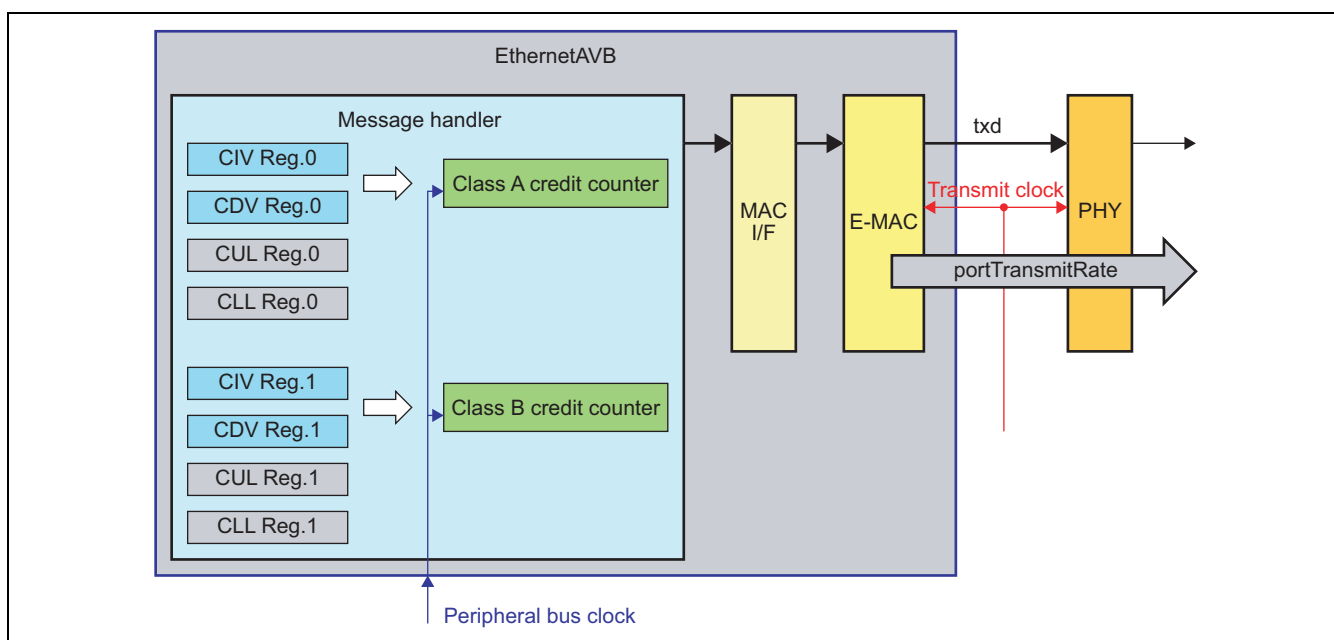 EthernetAVB
Message handler
CIV Reg.0
CDV Reg.0
CUL Reg.0
CLL Reg.0
Class A credit counter
CIV Reg.1
CDV Reg.1
CUL Reg.1
CLL Reg.1
Class B credit counter
MAC
I/F
E-MAC
txd
Transmit clock
PHY
portTransmitRate
Peripheral bus clock